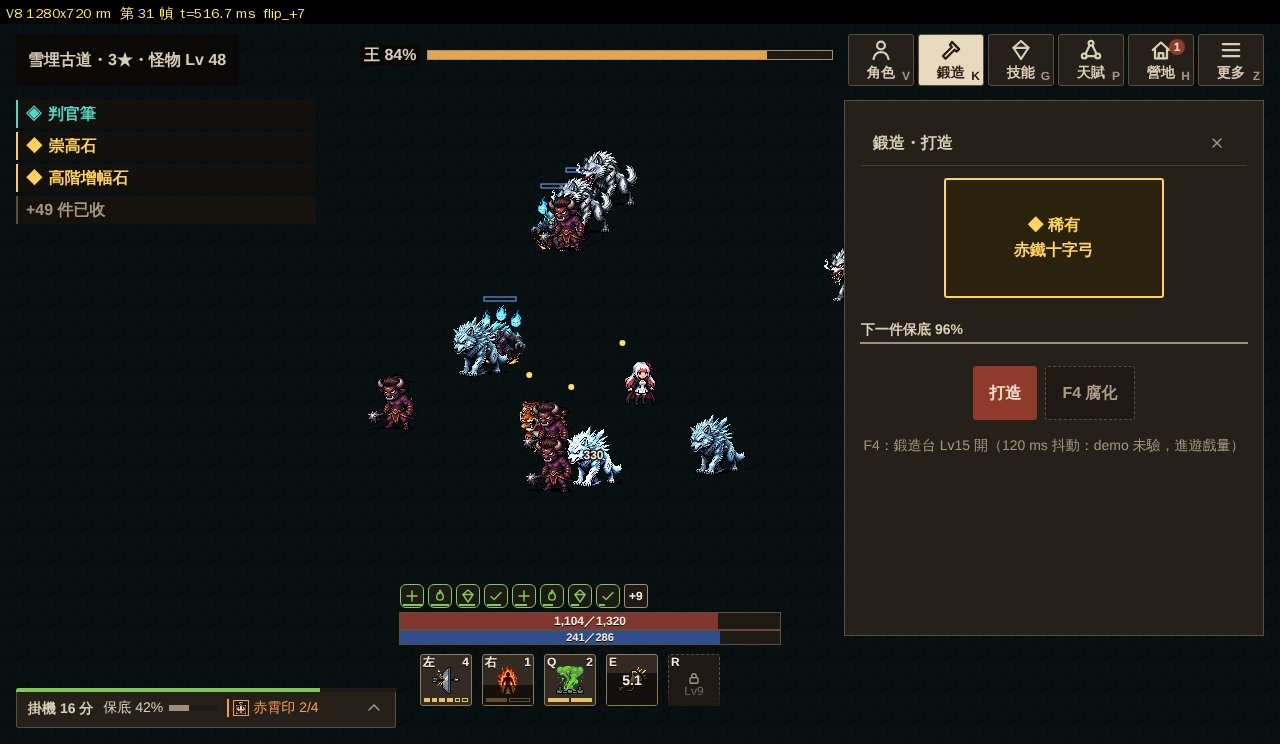 V8 1280x720 rm 第 31 幀 t=516.7 ms flip_+7
雪埋古道・3★・怪物 Lv 48
王 84%
角色 V
鍛造 K
技能 G
天賦 P
營地 H 1
更多 Z
◈ 判官筆
◆ 崇高石
◆ 高階增幅石
+49 件已收
鍛造・打造 ×
◆ 稀有
赤鐵十字弓
下一件保底 96%
打造
F4 腐化
F4：鍛造台 Lv15 開（120 ms 抖動：demo 未驗，進遊戲量）
330
+9
1,104／1,320
241／286
左 4
右 1
Q 2
E 5.1
R Lv9
掛機 16 分 保底 42% 赤霄印 2/4